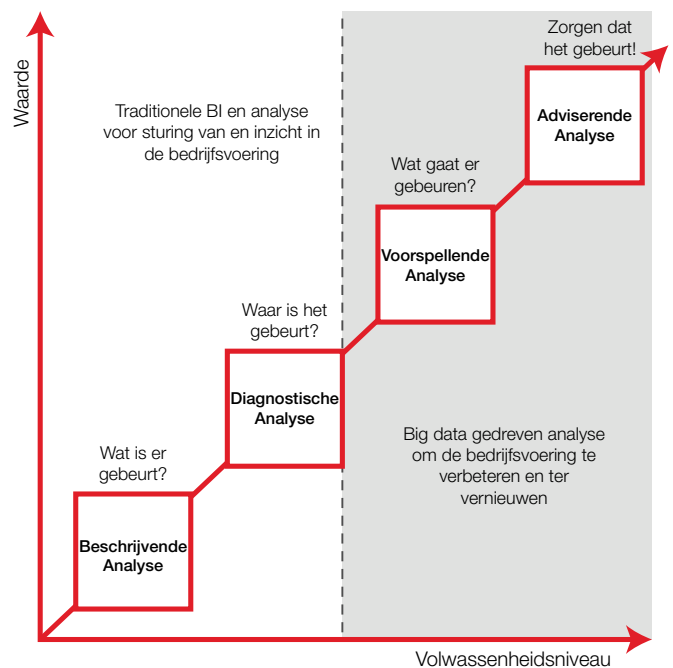 Zorgen dat
het gebeurt!
Waarde
Adviserende
Analyse
Traditionele BI en analyse
voor sturing van en inzicht in
de bedrijfsvoering
Wat gaat er
gebeuren?
Voorspellende
Analyse
Waar is het
gebeurt?
Diagnostische
Analyse
Big data gedreven analyse
om de bedrijfsvoering te
verbeteren en ter
vernieuwen
Wat is er
gebeurt?
Beschrijvende
Analyse
Volwassenheidsniveau